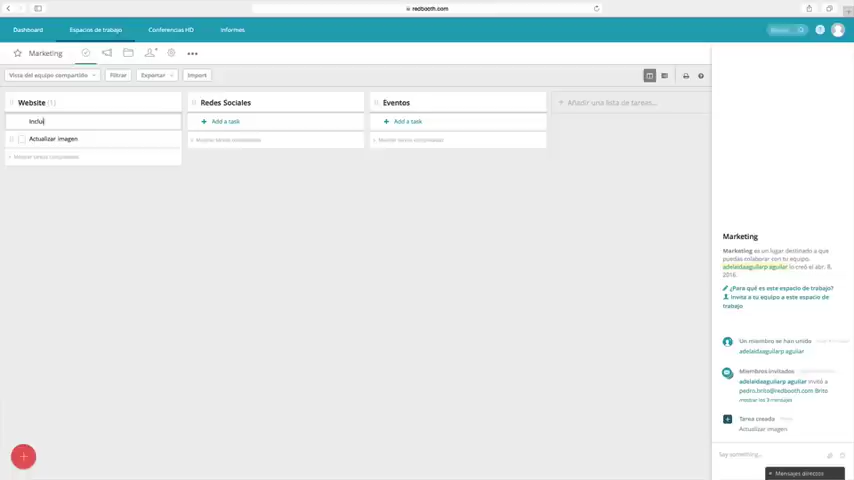 redbooth.com
Dashboard
Espacios de trabajo
Conferencias HD
Informes
Marketing
Vista del equipo compartido
Filtrar
Exportar
Import
Website (1)
Inclui
Actualizar imagen
Mostrar tareas completadas
Redes Sociales
+ Add a task
Mostrar tareas completadas
Eventos
+ Add a task
Mostrar tareas completadas
+ Añadir una lista de tareas...
Marketing
Marketing es un lugar destinado a que
puedas colaborar con tu equipo.
adelaidaaguilarp aguilar lo creó el abr. 8,
2016.
¿Para qué es este espacio de trabajo?
Invita a tu equipo a este espacio de
trabajo
Un miembro se han unido
adelaidaaguilarp aguilar
Miembros invitados
adelaidaaguilarp aguilar invitó a
pedro.brito@redbooth.com Brito
mostrar los 3 mensajes
Tarea creada
Actualizar imagen
Say something...
Mensajes directos